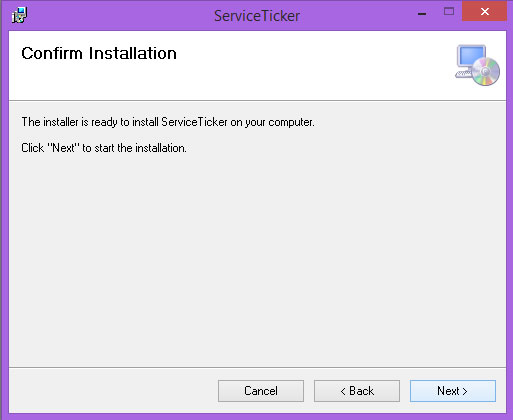 ServiceTicker
Confirm Installation
The installer is ready to install ServiceTicker on your computer.
Click "Next" to start the installation.
Cancel
< Back
Next >